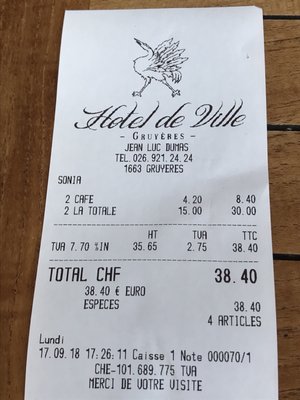 Hotel de Ville
- GRUYÈRES -
JEAN LUC DUMAS
TEL. 026.921.24.24
1663 GRUYERES
SONIA
2 CAFE 4.20 8.40
2 LA TOTALE 15.00 30.00
HT TVA TTC
TVA 7.70 %IN 35.65 2.75 38.40
TOTAL CHF 38.40
38.40 € EURO
ESPECES 38.40
4 ARTICLES
Lundi
17.09.18 17:26:11 Caisse 1 Note 000070/1
CHE-101.689.775 TVA
MERCI DE VOTRE VISITE